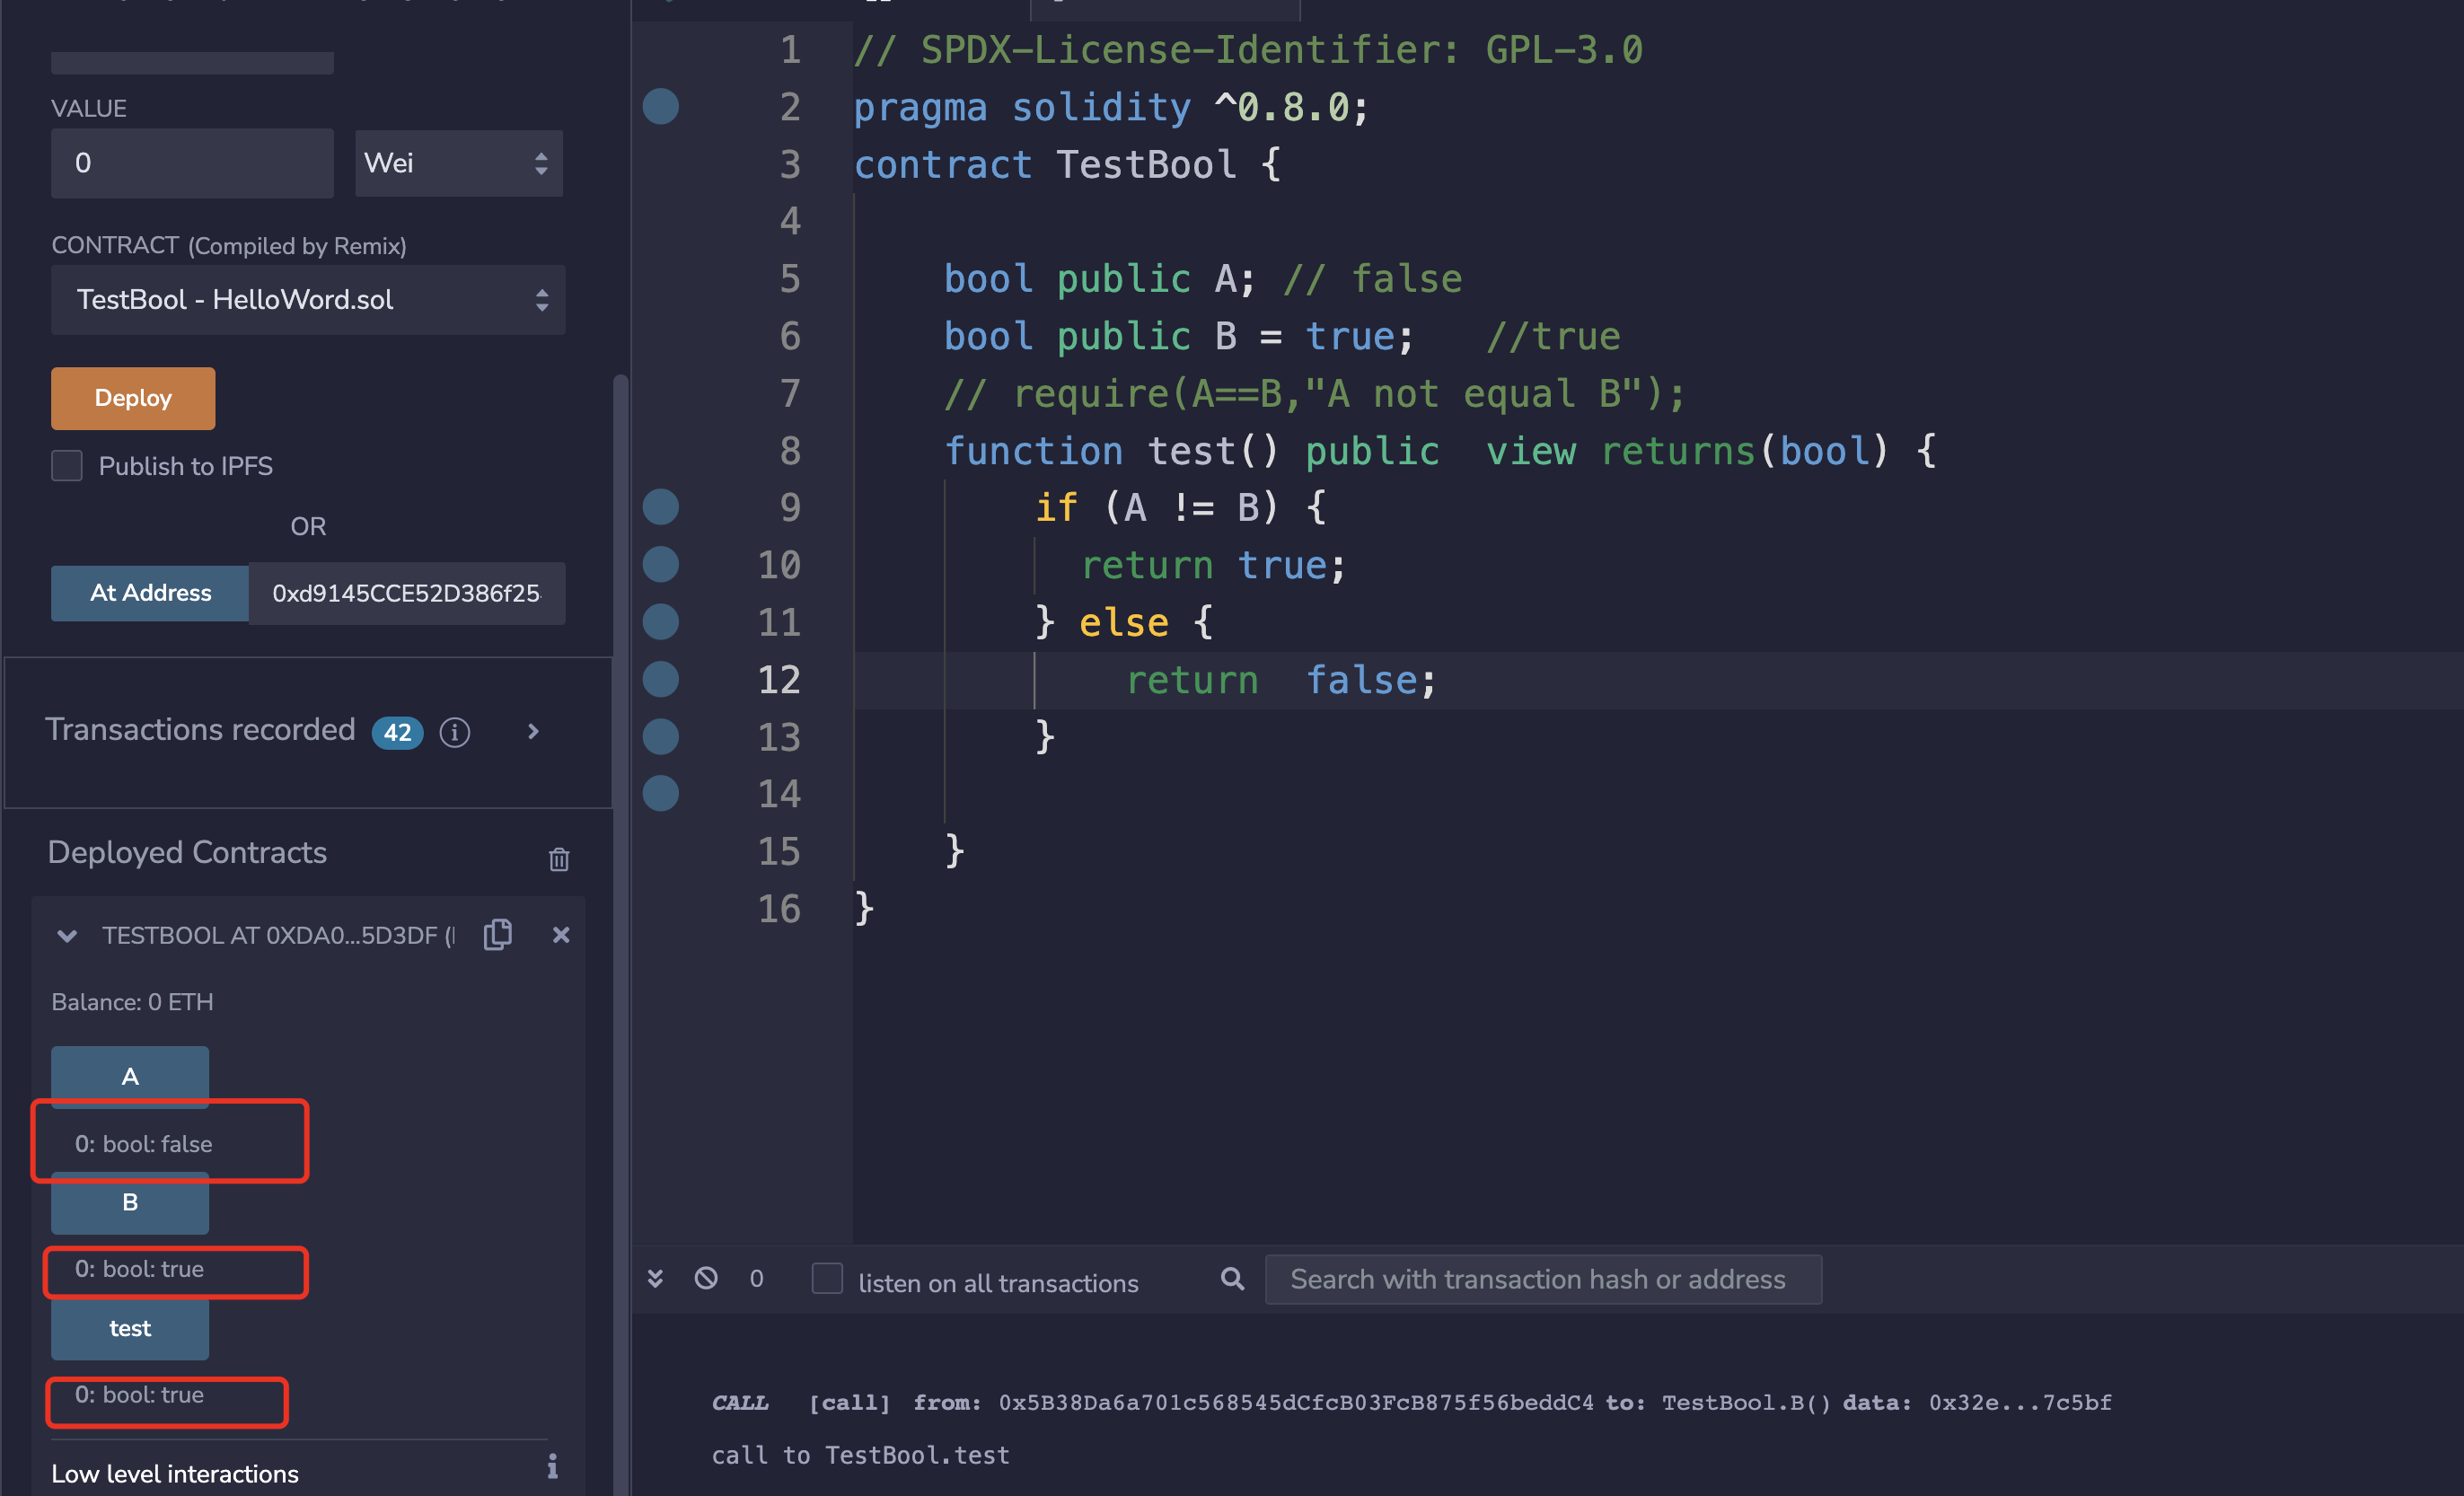 VALUE
0
Wei
CONTRACT (Compiled by Remix)
TestBool - HelloWord.sol
Deploy
Publish to IPFS
OR
At Address
0xd9145CCE52D386f25
Transactions recorded 42
Deployed Contracts
TESTBOOL AT 0XDA0...5D3DF (
Balance: 0 ETH
A
0: bool: false
B
0: bool: true
test
0: bool: true
Low level interactions
1 // SPDX-License-Identifier: GPL-3.0
2 pragma solidity ^0.8.0;
3 contract TestBool {
4
5 bool public A; // false
6 bool public B = true;   //true
7 // require(A==B,"A not equal B");
8 function test() public  view returns(bool) {
9 if (A != B) {
10 return true;
11 } else {
12 return  false;
13 }
14
15 }
16 }
0
listen on all transactions
Search with transaction hash or address
CALL [call] from: 0x5B38Da6a701c568545dCfcB03FcB875f56beddC4 to: TestBool.B() data: 0x32e...7c5bf
call to TestBool.test